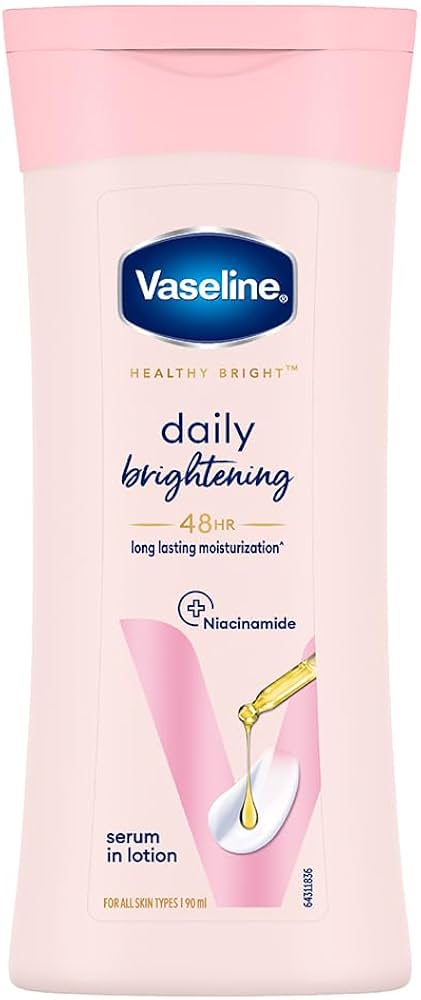 Vaseline®
HEALTHY BRIGHT™
daily
brightening
48HR
long lasting moisturization^
Niacinamide
serum
in lotion
FOR ALL SKIN TYPES | 90 ml
64311836